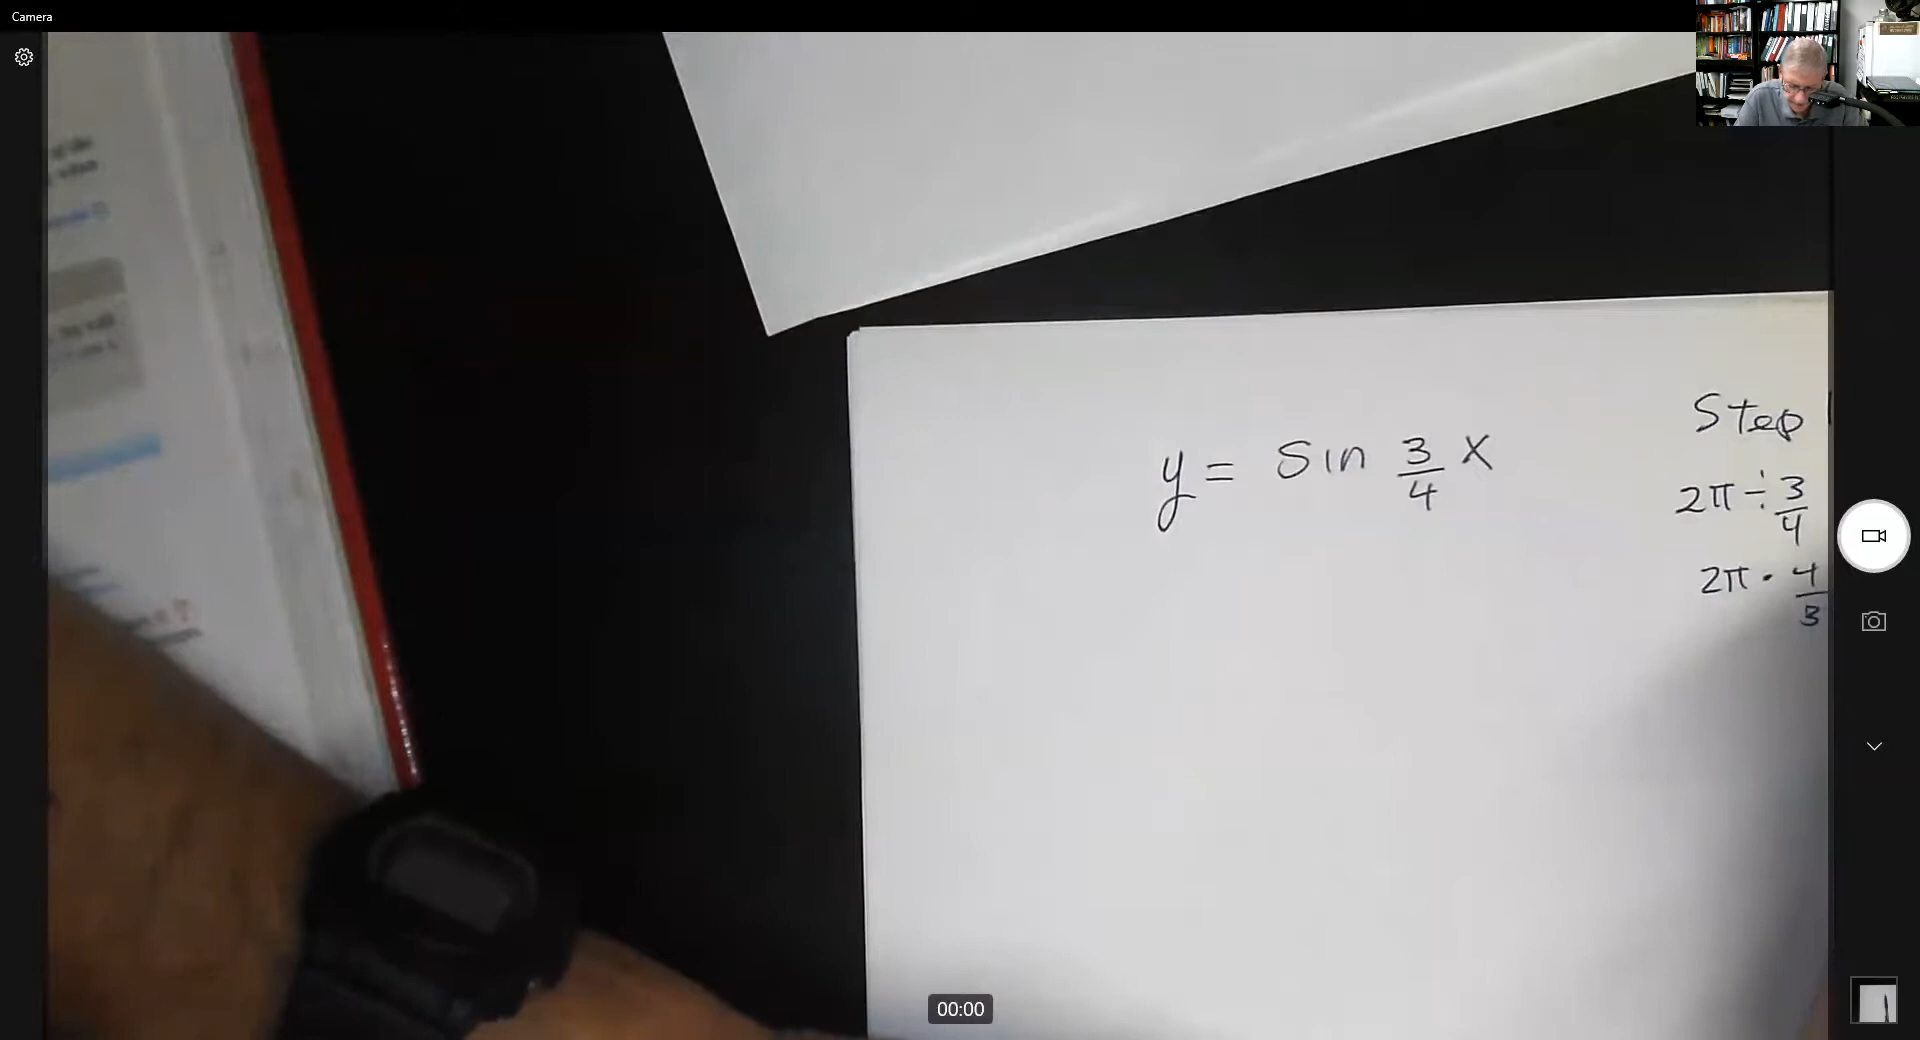 Camera
y = sin 3/4 x
Step
2π ÷ 3/4
2π · 4/3
00:00